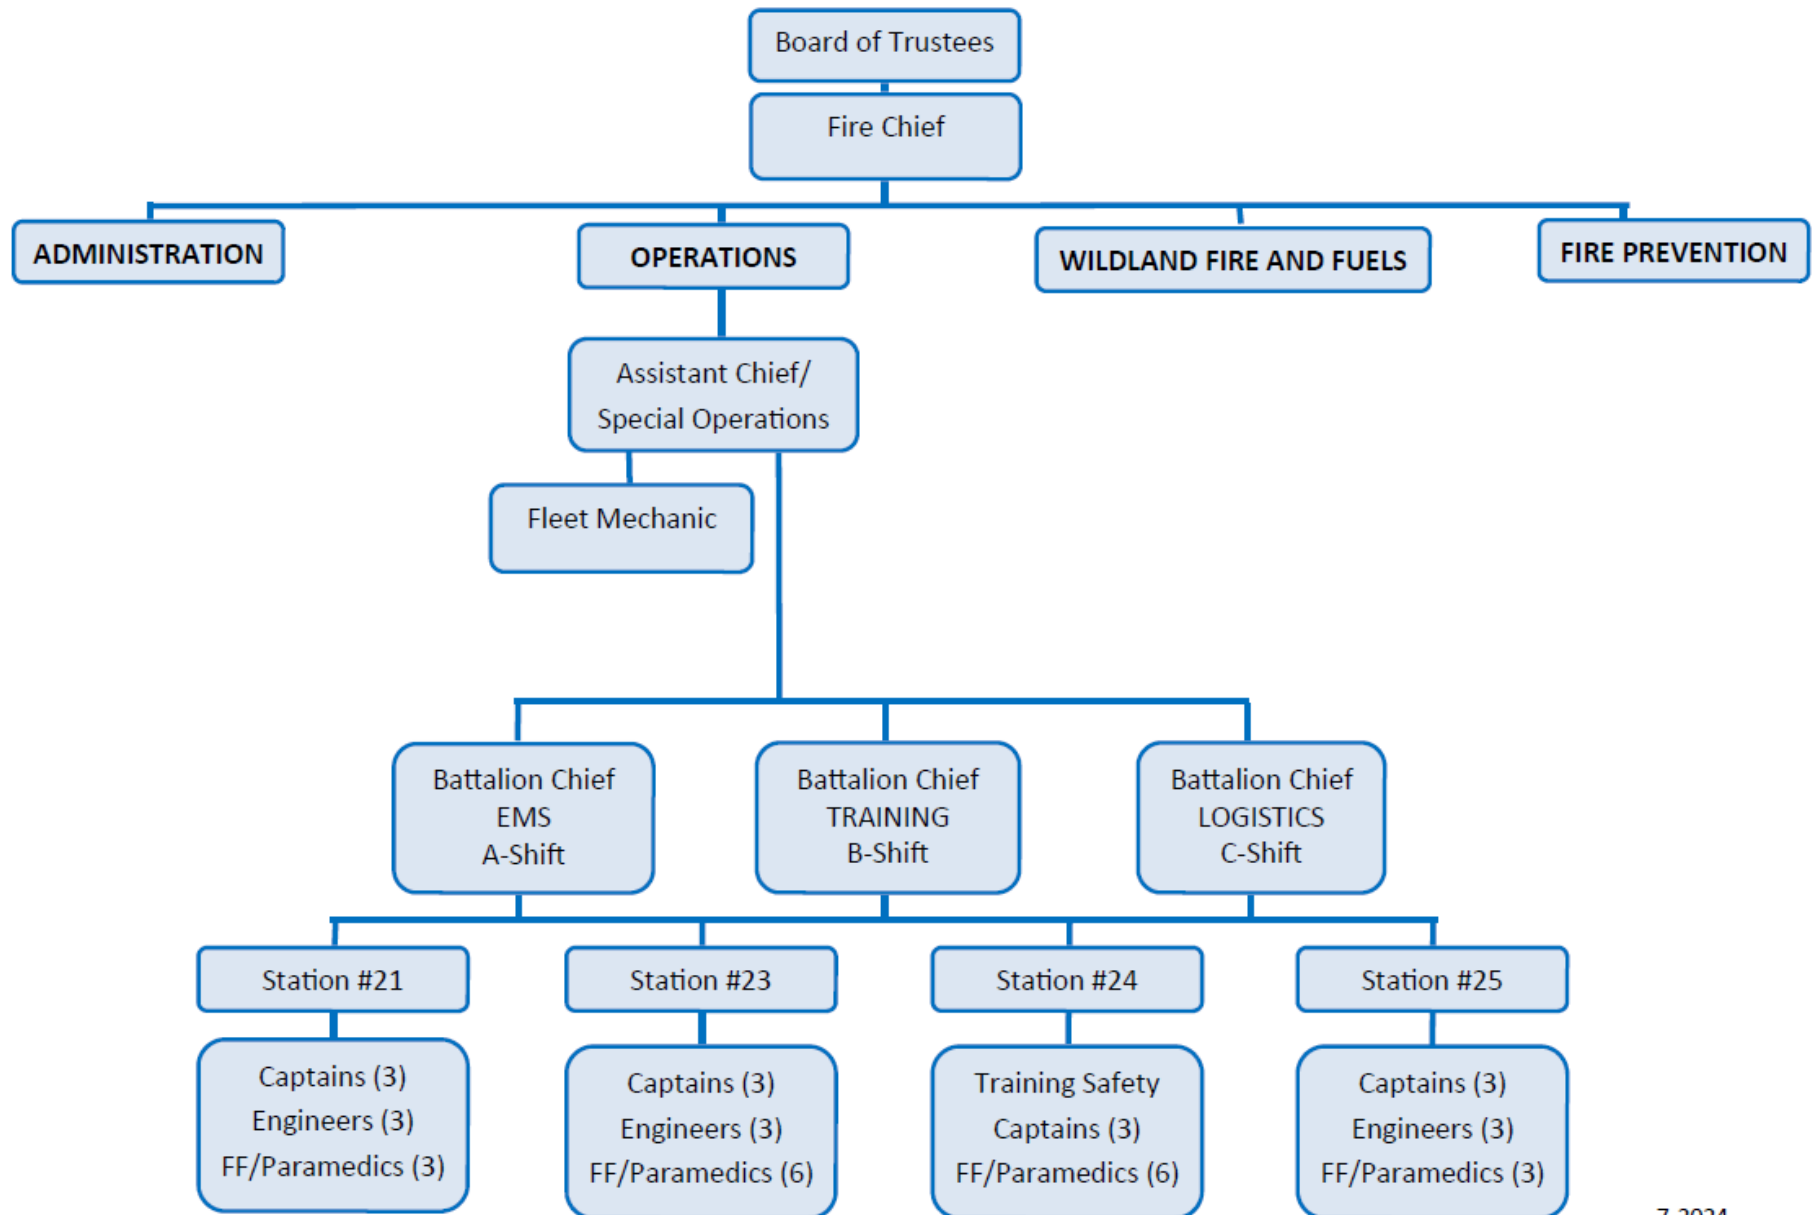 Board of Trustees
Fire Chief
ADMINISTRATION
OPERATIONS
WILDLAND FIRE AND FUELS
FIRE PREVENTION
Assistant Chief/
Special Operations
Fleet Mechanic
Battalion Chief
EMS
A-Shift
Battalion Chief
TRAINING
B-Shift
Battalion Chief
LOGISTICS
C-Shift
Station #21
Station #23
Station #24
Station #25
Captains (3)
Engineers (3)
FF/Paramedics (3)
Captains (3)
Engineers (3)
FF/Paramedics (6)
Training Safety
Captains (3)
FF/Paramedics (6)
Captains (3)
Engineers (3)
FF/Paramedics (3)